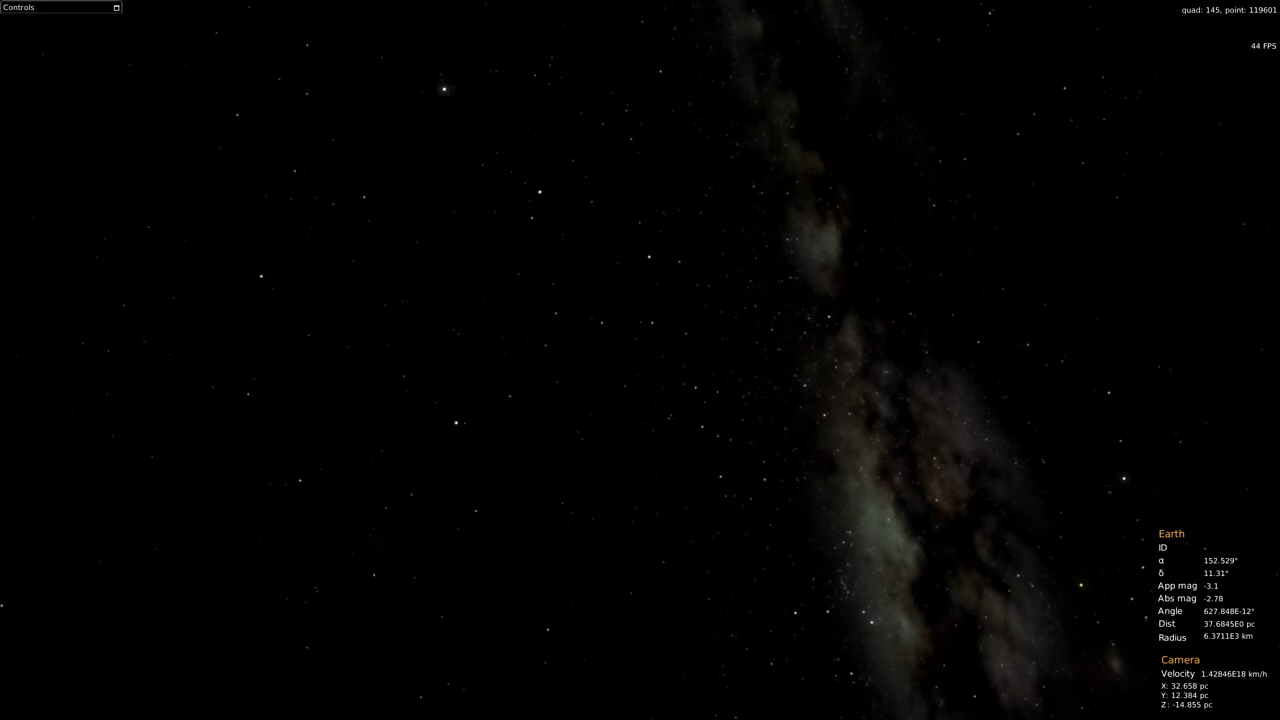 Controls
quad: 145, point: 119601
44 FPS
Earth
ID -
α 152.529°
δ 11.31°
App mag -3.1
Abs mag -2.78
Angle 627.848E-12°
Dist 37.6845E0 pc
Radius 6.3711E3 km
Camera
Velocity 1.42846E18 km/h
X: 32.658 pc
Y: 12.384 pc
Z: -14.855 pc